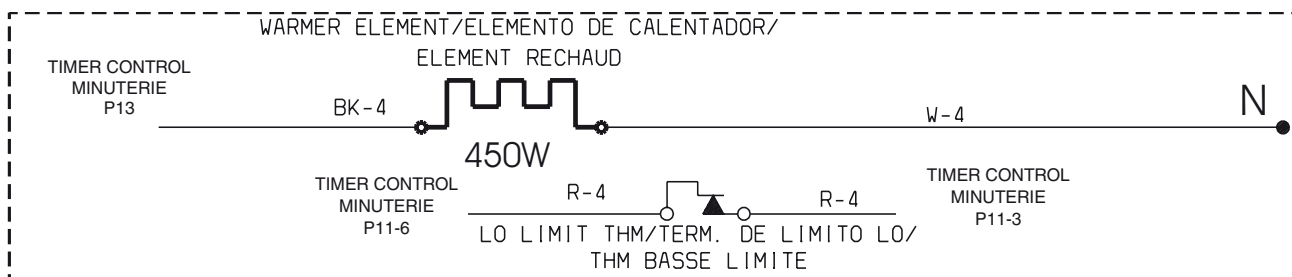 WARMER ELEMENT/ELEMENTO DE CALENTADOR/
ELEMENT RECHAUD
TIMER CONTROL
MINUTERIE
P13
BK-4
W-4
N
450W
TIMER CONTROL
MINUTERIE
P11-6
R-4
R-4
TIMER CONTROL
MINUTERIE
P11-3
LO LIMIT THM/TERM. DE LIMITO LO/
THM BASSE LIMITE